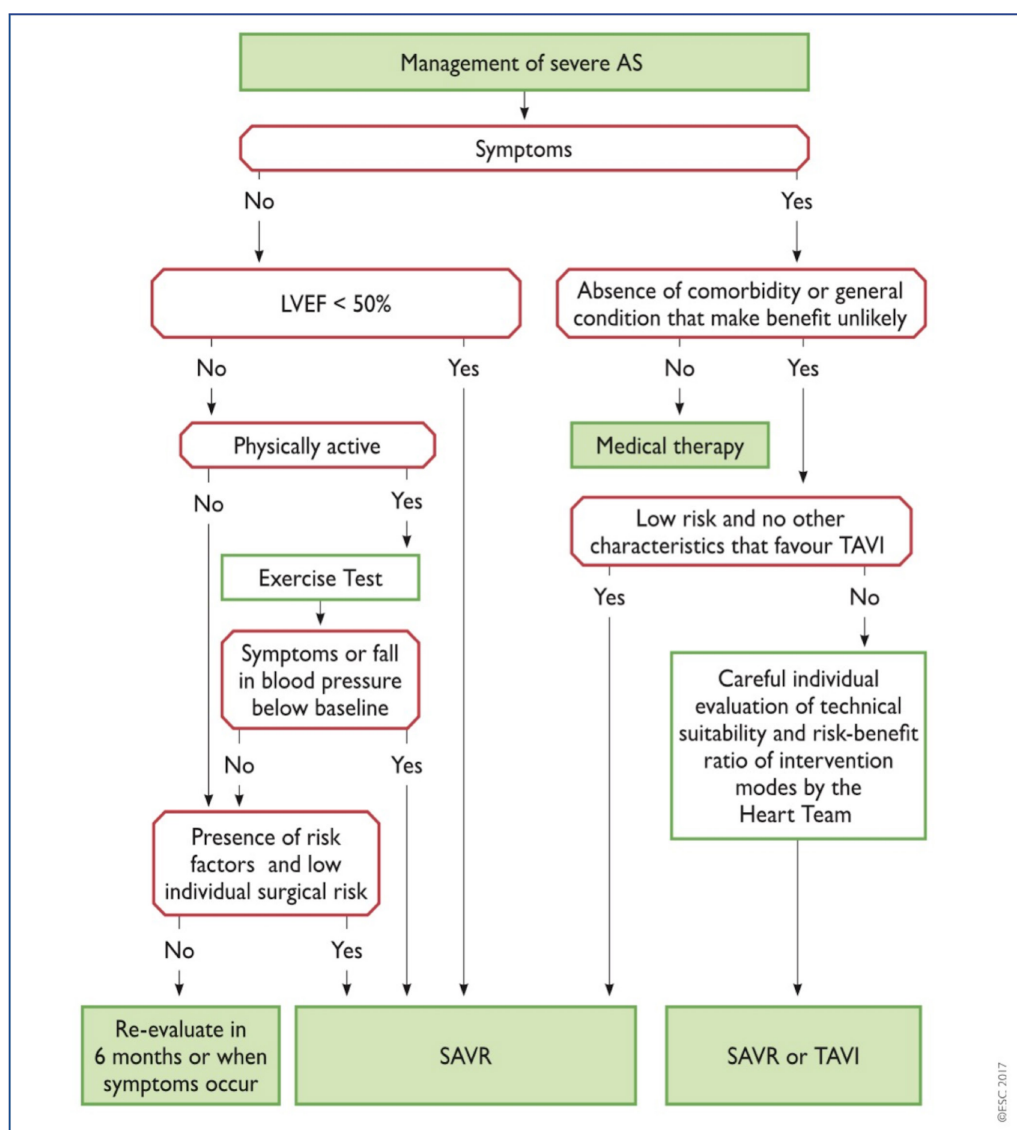 Management of severe AS
Symptoms
No
Yes
LVEF < 50%
Absence of comorbidity or general
condition that make benefit unlikely
No
Yes
No
Yes
Physically active
Medical therapy
No
Yes
Low risk and no other
characteristics that favour TAVI
Exercise Test
Yes
No
Symptoms or fall
in blood pressure
below baseline
Careful individual
evaluation of technical
suitability and risk-benefit
ratio of intervention
modes by the
Heart Team
No
Yes
Presence of risk
factors and low
individual surgical risk
No
Yes
Re-evaluate in
6 months or when
symptoms occur
SAVR
SAVR or TAVI
©ESC 2017